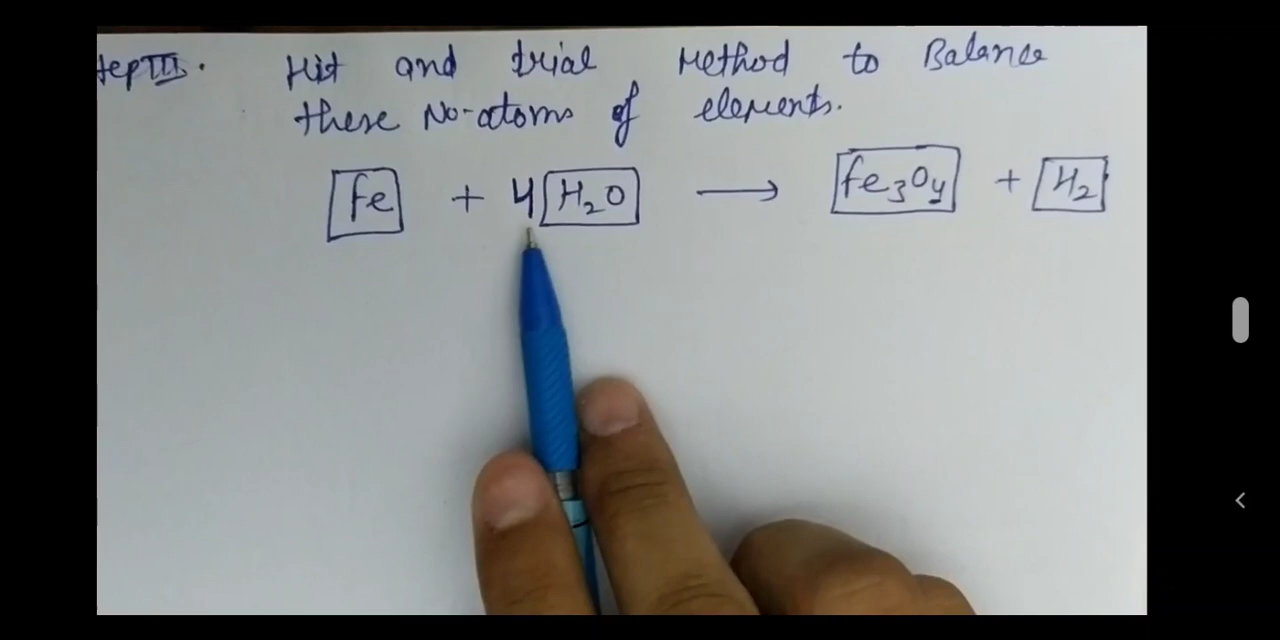 tepIII. Hit and trial Method to Balance
these No-atoms of elements.
Fe + 4 H₂O → Fe₃O₄ + H₂